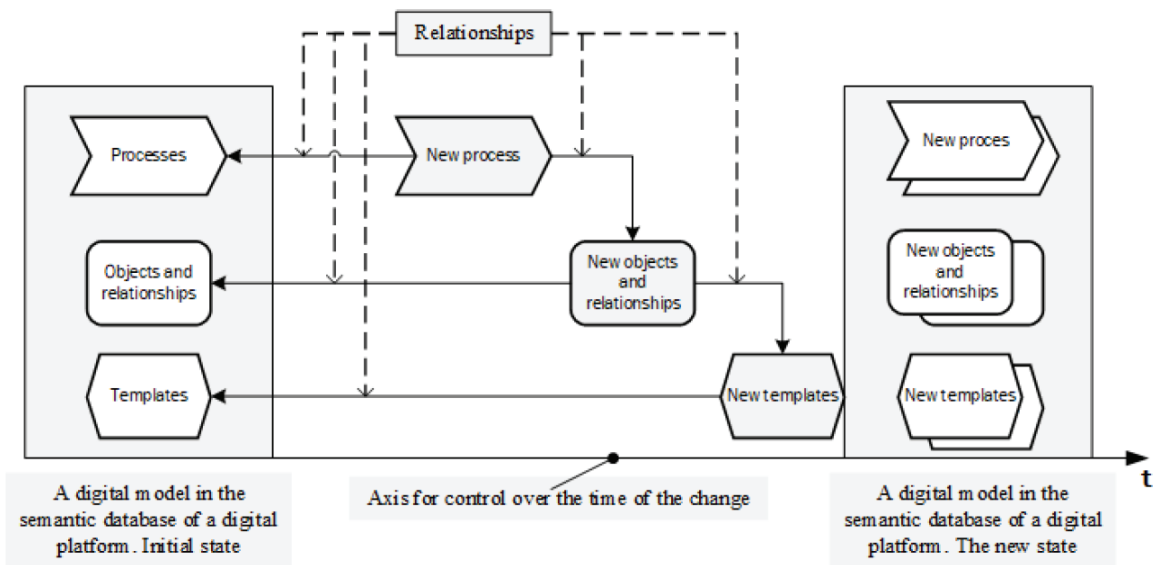 Relationships
Processes
New process
New proces
Objects and
relationships
New objects
and
relationships
New objects
and
relationships
Templates
New templates
New templates
t
A digital model in the
semantic database of a digital
platform. Initial state
Axis for control over the time of the change
A digital model in the
semantic database of a digital
platform. The new state